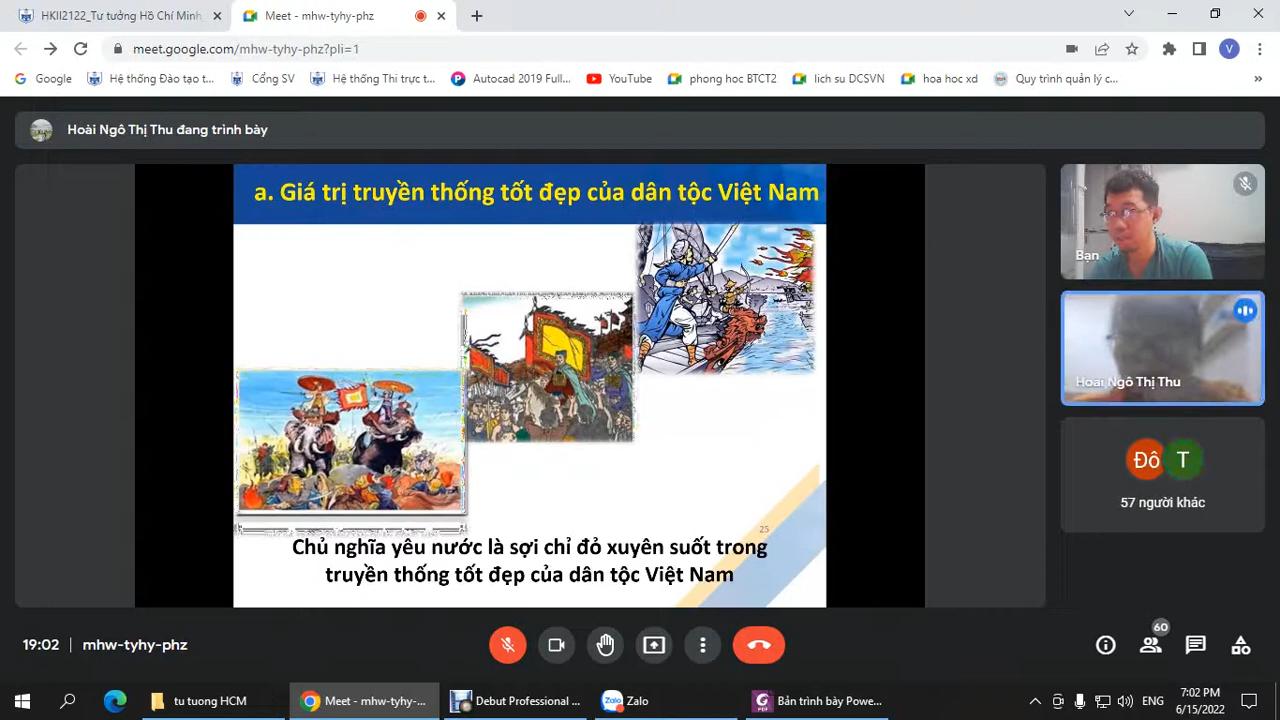 HKII2122_Tư tưởng Hồ Chí Minh
Meet - mhw-tyhy-phz
meet.google.com/mhw-tyhy-phz?pli=1
V
Google
Hệ thống Đào tạo t...
Cổng SV
Hệ thống Thi trực t...
Autocad 2019 Full...
YouTube
phong học BTCT2
lich su DCSVN
hoa hoc xd
Quy trình quản lý c...
Hoài Ngô Thị Thu đang trình bày
a. Giá trị truyền thống tốt đẹp của dân tộc Việt Nam
25
Chủ nghĩa yêu nước là sợi chỉ đỏ xuyên suốt trong
truyền thống tốt đẹp của dân tộc Việt Nam
Bạn
Hoài Ngô Thị Thu
Đô T
57 người khác
19:02 mhw-tyhy-phz
60
tu tuong HCM
Meet - mhw-tyhy-...
Debut Professional ...
Zalo
Zalo
PDF
Bản trình bày Powe...
ENG
7:02 PM
6/15/2022